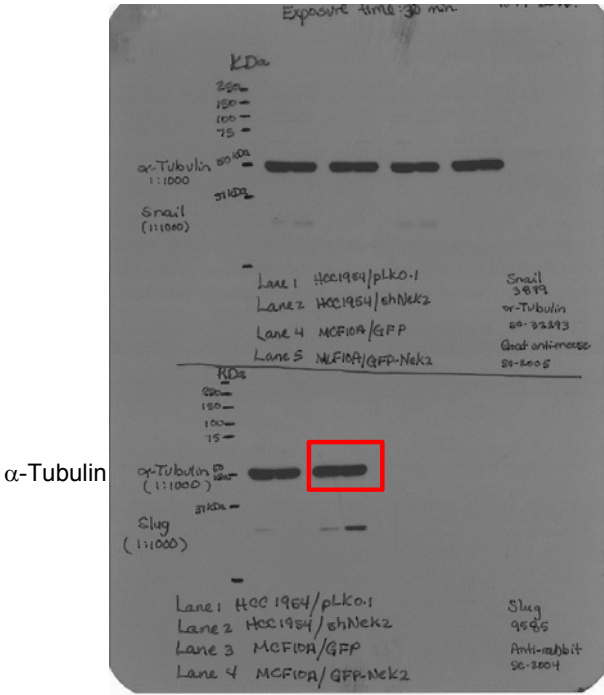 Exposure time: 30 min
KDa
250
150
100
75
α-Tubulin 50 kDa
1:1000
37 kDa
Snail
(1:1000)
Lane 1 HCC1954/pLKO.1
Lane 2 HCC1954/shNek2
Lane 4 MCF10A/GFP
Lane 5 MCF10A/GFP-Nek2
Snail
3879
α-Tubulin
Goat anti-mouse
SC-2005
KDa
150
100
75
α-Tubulin
α-Tubulin 50
(1:1000)
37 kDa
Slug
(1:1000)
Lane 1 HCC 1954/pLKO.1
Lane 2 HCC1954/shNek2
Lane 3 MCF10A/GFP
Lane 4 MCF10A/GFP-Nek2
Slug
9585
Anti-rabbit
SC-2004